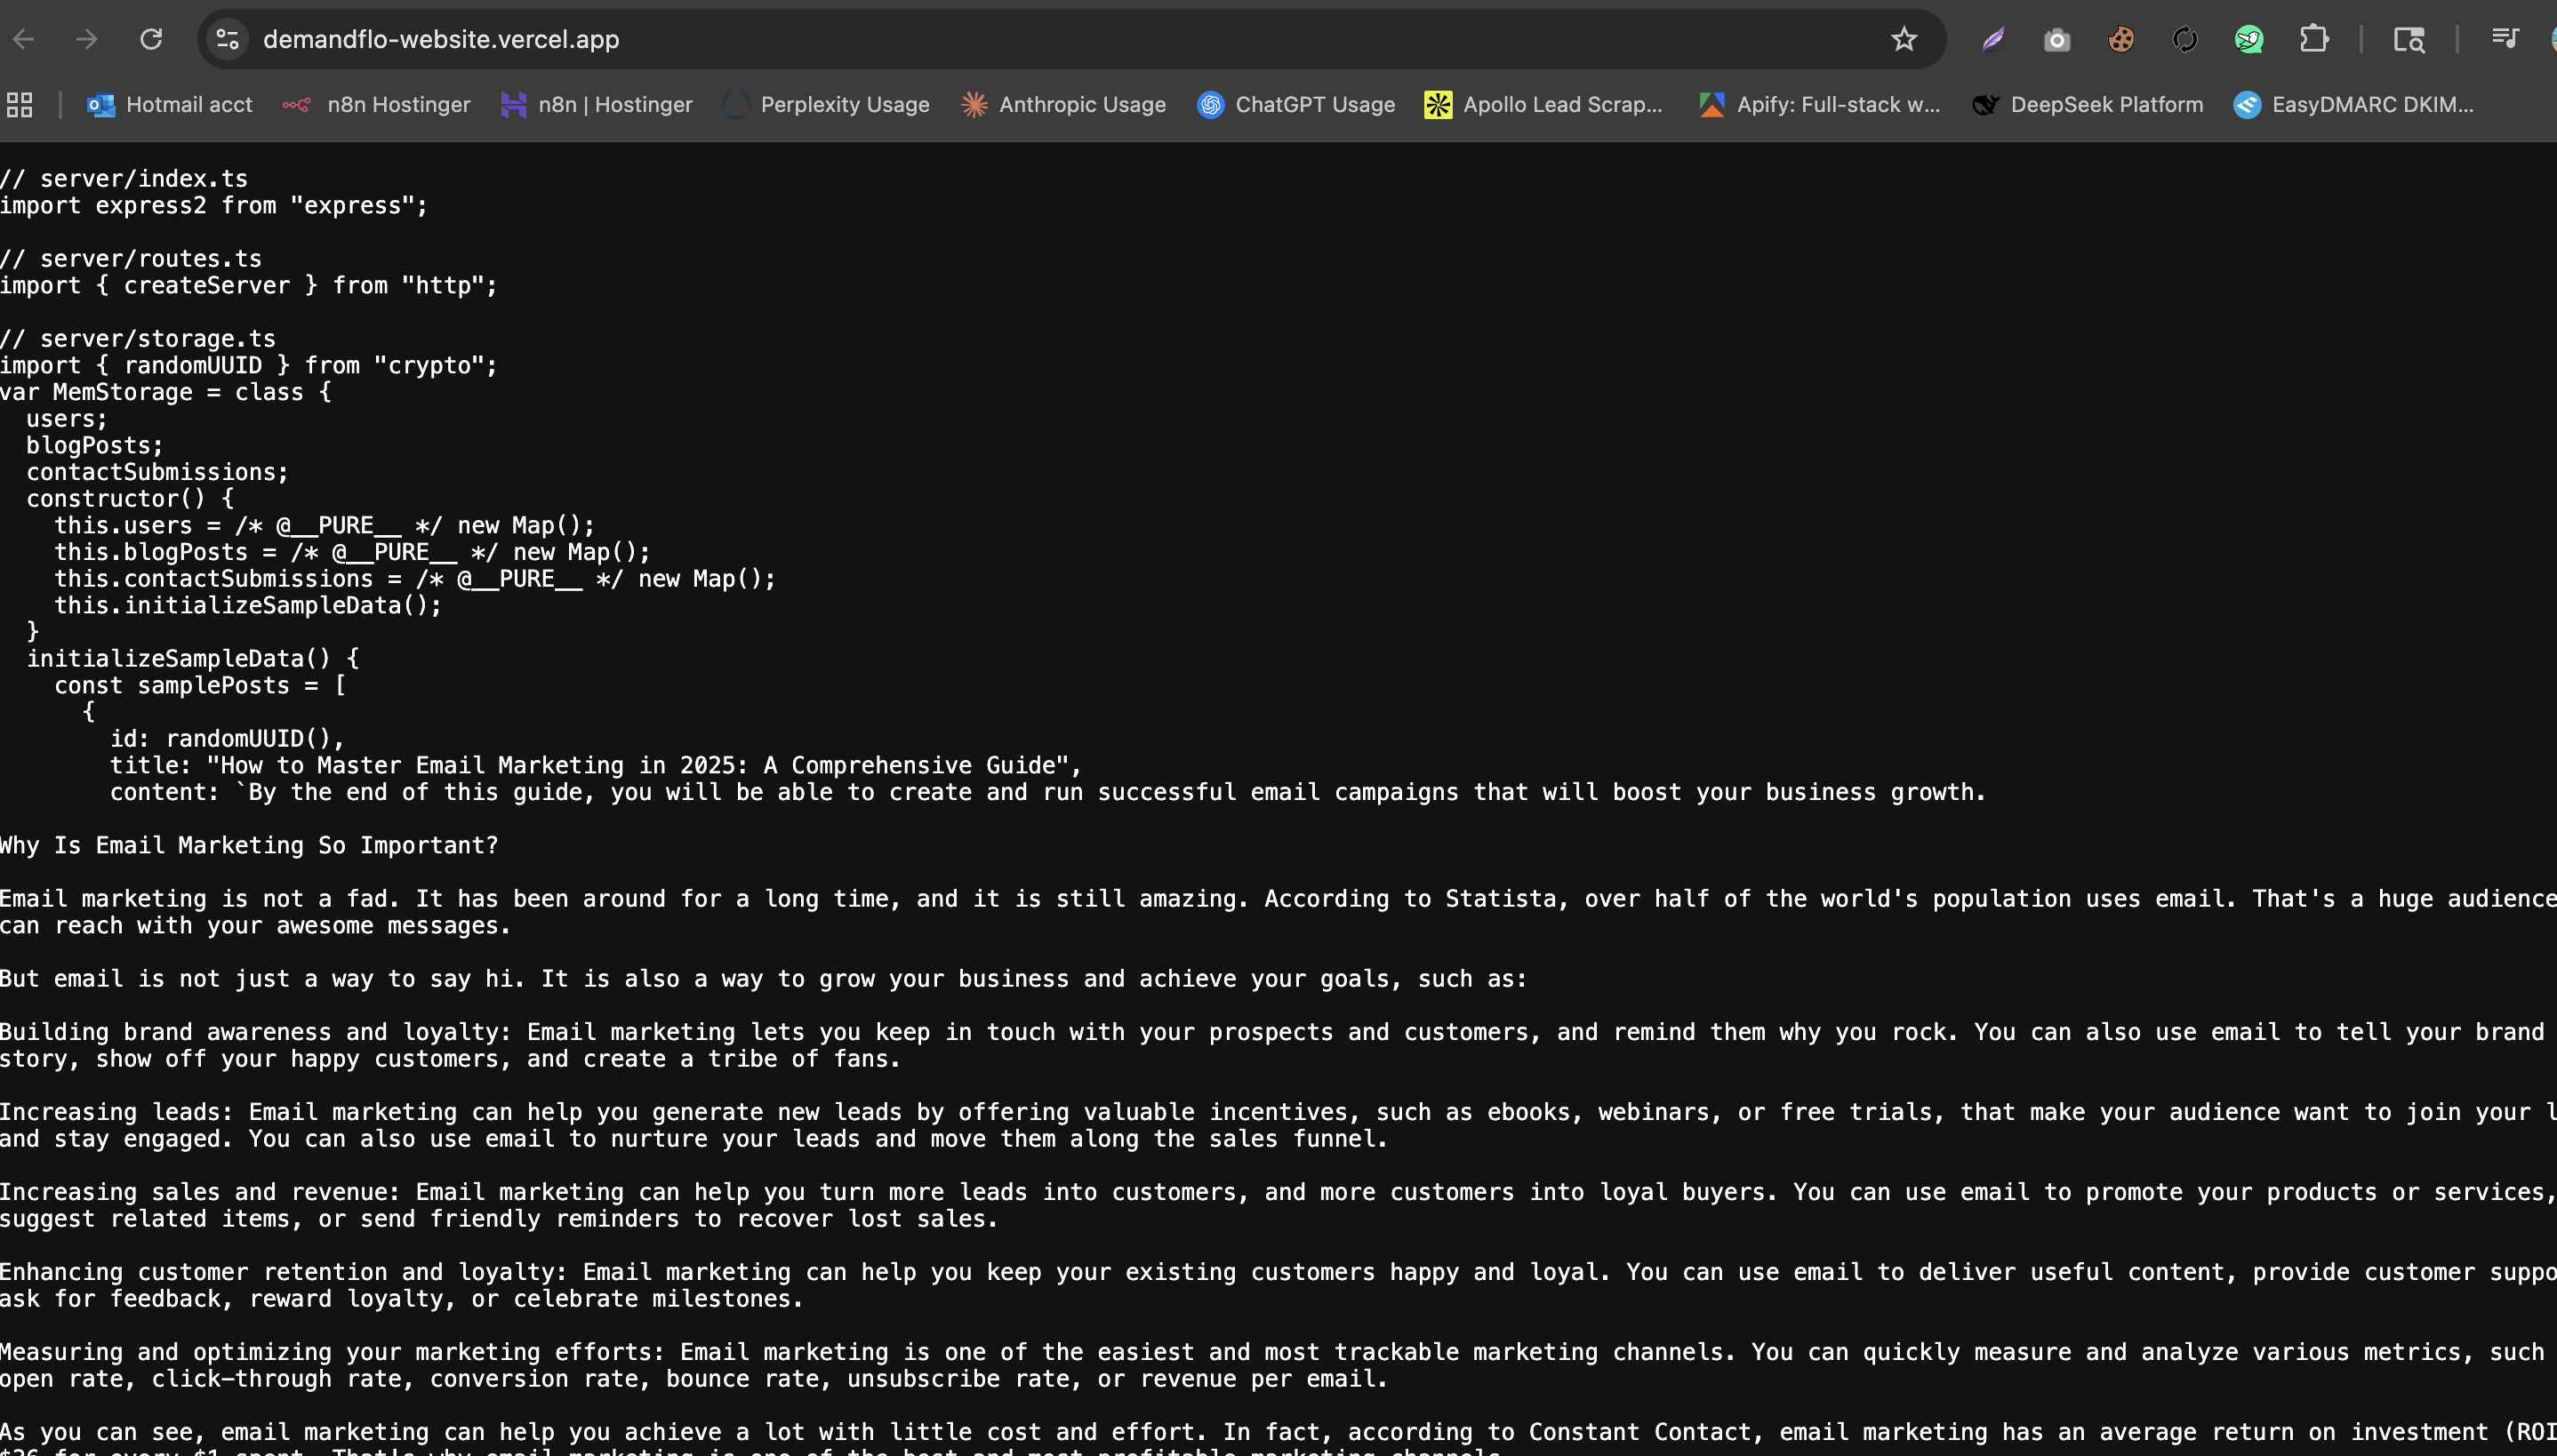 demandflo-website.vercel.app
Hotmail acct n8n Hostinger n8n | Hostinger Perplexity Usage Anthropic Usage ChatGPT Usage Apollo Lead Scrap... Apify: Full-stack w... DeepSeek Platform EasyDMARC DKIM...
// server/index.ts
import express2 from "express";
// server/routes.ts
import { createServer } from "http";
// server/storage.ts
import { randomUUID } from "crypto";
var MemStorage = class {
users;
blogPosts;
contactSubmissions;
constructor() {
this.users = /* @__PURE__ */ new Map();
this.blogPosts = /* @__PURE__ */ new Map();
this.contactSubmissions = /* @__PURE__ */ new Map();
this.initializeSampleData();
}
initializeSampleData() {
const samplePosts = [
{
id: randomUUID(),
title: "How to Master Email Marketing in 2025: A Comprehensive Guide",
content: `By the end of this guide, you will be able to create and run successful email campaigns that will boost your business growth.
Why Is Email Marketing So Important?
Email marketing is not a fad. It has been around for a long time, and it is still amazing. According to Statista, over half of the world's population uses email. That's a huge audience
can reach with your awesome messages.
But email is not just a way to say hi. It is also a way to grow your business and achieve your goals, such as:
Building brand awareness and loyalty: Email marketing lets you keep in touch with your prospects and customers, and remind them why you rock. You can also use email to tell your brand
story, show off your happy customers, and create a tribe of fans.
Increasing leads: Email marketing can help you generate new leads by offering valuable incentives, such as ebooks, webinars, or free trials, that make your audience want to join your l
and stay engaged. You can also use email to nurture your leads and move them along the sales funnel.
Increasing sales and revenue: Email marketing can help you turn more leads into customers, and more customers into loyal buyers. You can use email to promote your products or services,
suggest related items, or send friendly reminders to recover lost sales.
Enhancing customer retention and loyalty: Email marketing can help you keep your existing customers happy and loyal. You can use email to deliver useful content, provide customer suppo
ask for feedback, reward loyalty, or celebrate milestones.
Measuring and optimizing your marketing efforts: Email marketing is one of the easiest and most trackable marketing channels. You can quickly measure and analyze various metrics, such
open rate, click-through rate, conversion rate, bounce rate, unsubscribe rate, or revenue per email.
As you can see, email marketing can help you achieve a lot with little cost and effort. In fact, according to Constant Contact, email marketing has an average return on investment (ROI
$36 for every $1 spent. That's why email marketing is one of the best and most profitable marketing channels